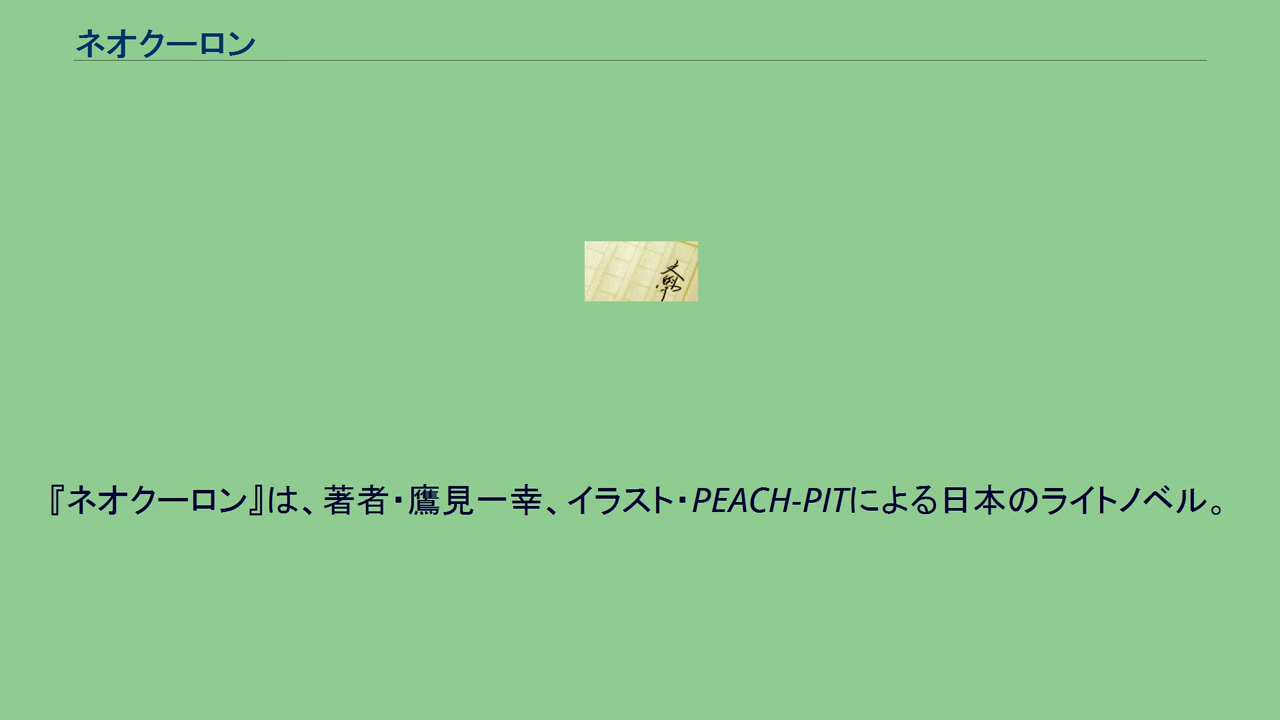 ネオクーロン
『ネオクーロン』は、著者・鷹見一幸、イラスト・PEACH-PITによる日本のライトノベル。